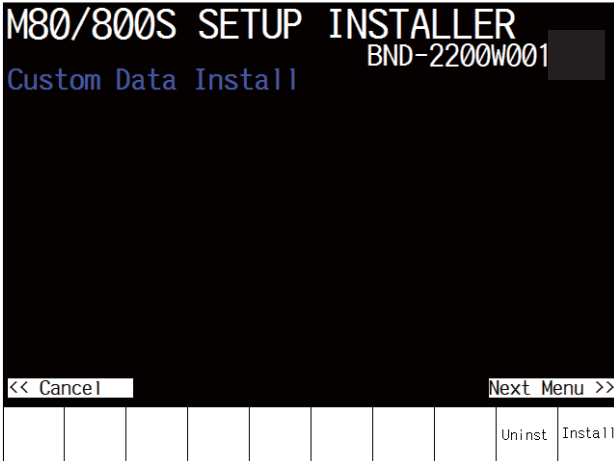 M80/800S SETUP INSTALLER
BND-2200W001
Custom Data Install
<< Cancel
Next Menu >>
Uninst
Install